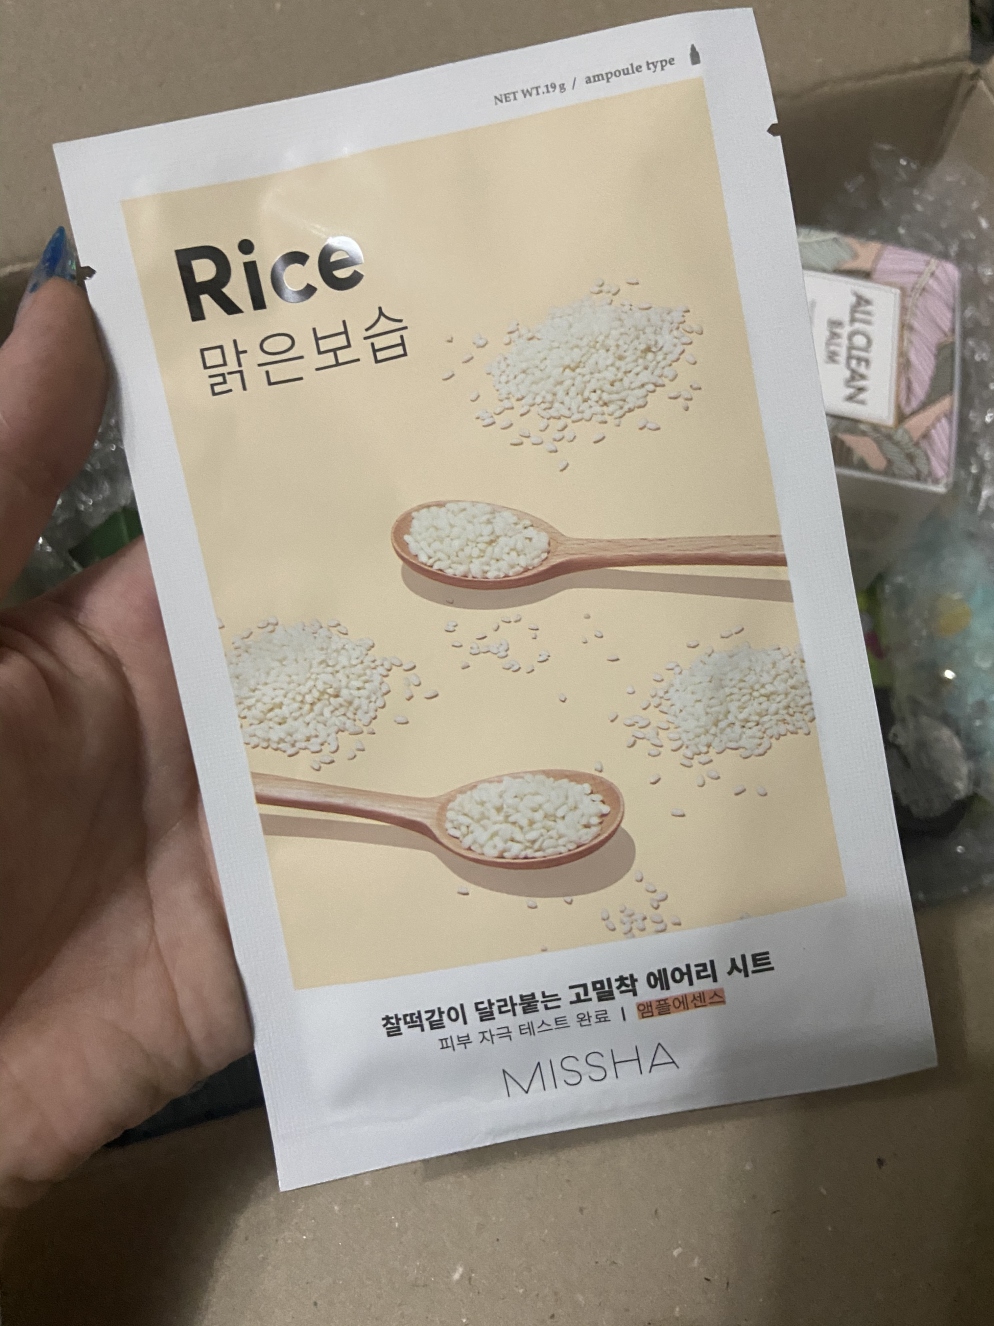 NET WT.19g / ampoule type
Rice
맑은보습
찰떡같이 달라붙는 고밀착 에어리 시트
피부 자극 테스트 완료 | 앰플에센스
MISSHA
ALL CLEAN
BALM